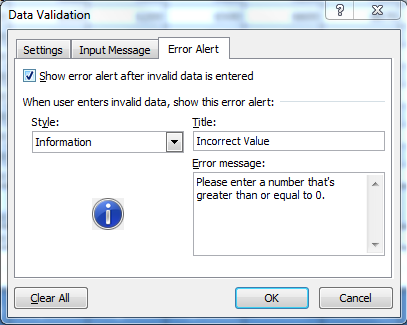 Data Validation
Settings
Input Message
Error Alert
Show error alert after invalid data is entered
When user enters invalid data, show this error alert:
Style:
Title:
Information
Incorrect Value
Error message:
Please enter a number that's
greater than or equal to 0.
Clear All
OK
Cancel